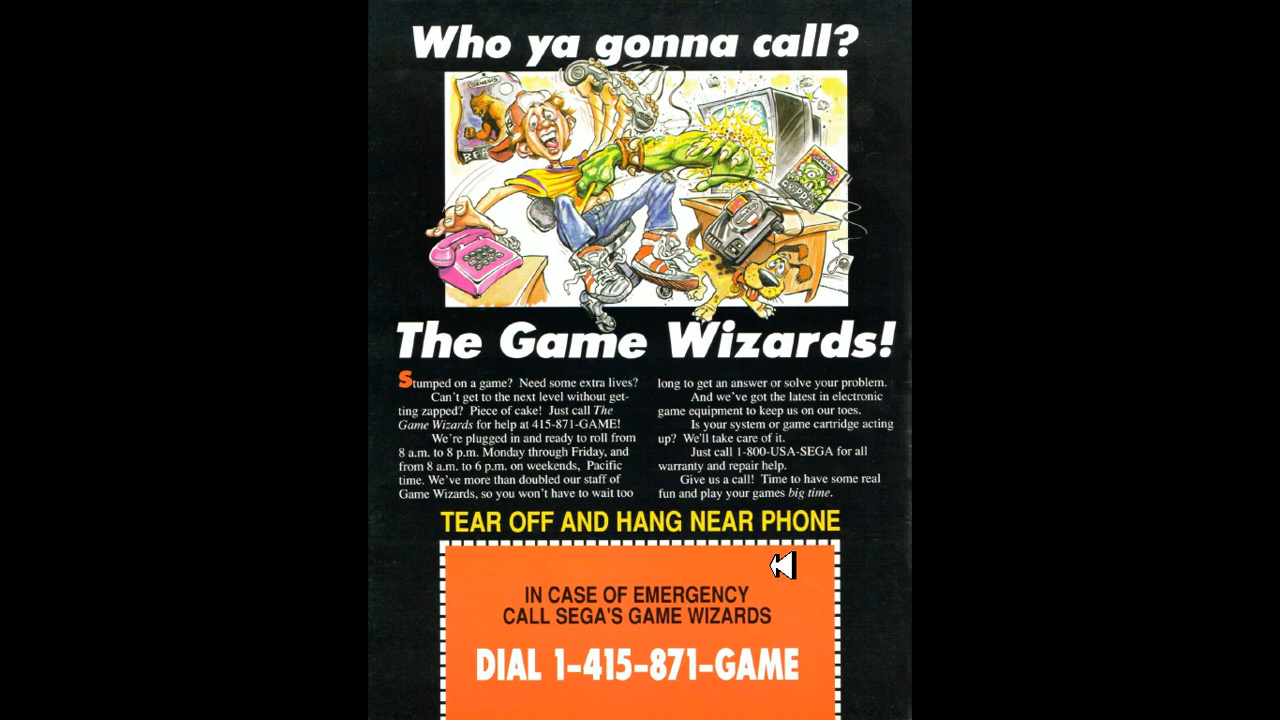 Who ya gonna call?
GENESIS
The Game Wizards!
Stumped on a game? Need some extra lives?
Can't get to the next level without get-
ting zapped? Piece of cake! Just call The
Game Wizards for help at 415-871-GAME!
We're plugged in and ready to roll from
8 a.m. to 8 p.m. Monday through Friday, and
from 8 a.m. to 6 p.m. on weekends, Pacific
time. We've more than doubled our staff of
Game Wizards, so you won't have to wait too
long to get an answer or solve your problem.
And we've got the latest in electronic
game equipment to keep us on our toes.
Is your system or game cartridge acting
up? We'll take care of it.
Just call 1-800-USA-SEGA for all
warranty and repair help.
Give us a call! Time to have some real
fun and play your games big time.
TEAR OFF AND HANG NEAR PHONE
IN CASE OF EMERGENCY
CALL SEGA'S GAME WIZARDS
DIAL 1-415-871-GAME